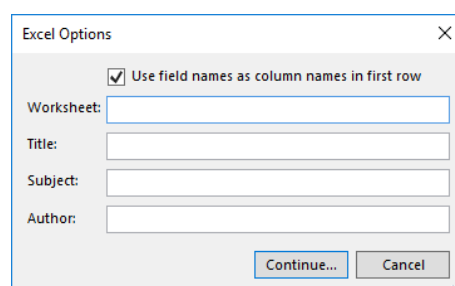 Excel Options
Use field names as column names in first row
Worksheet:
Title:
Subject:
Author:
Continue... Cancel